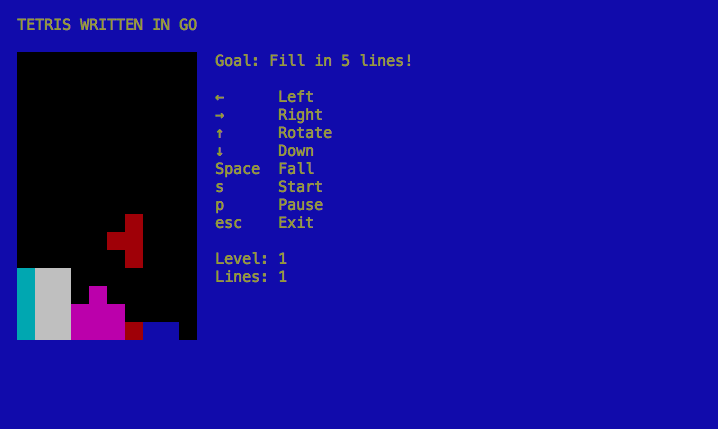 TETRIS WRITTEN IN GO
Goal: Fill in 5 lines!
← Left
→ Right
↑ Rotate
↓ Down
Space Fall
s Start
p Pause
esc Exit
Level: 1
Lines: 1